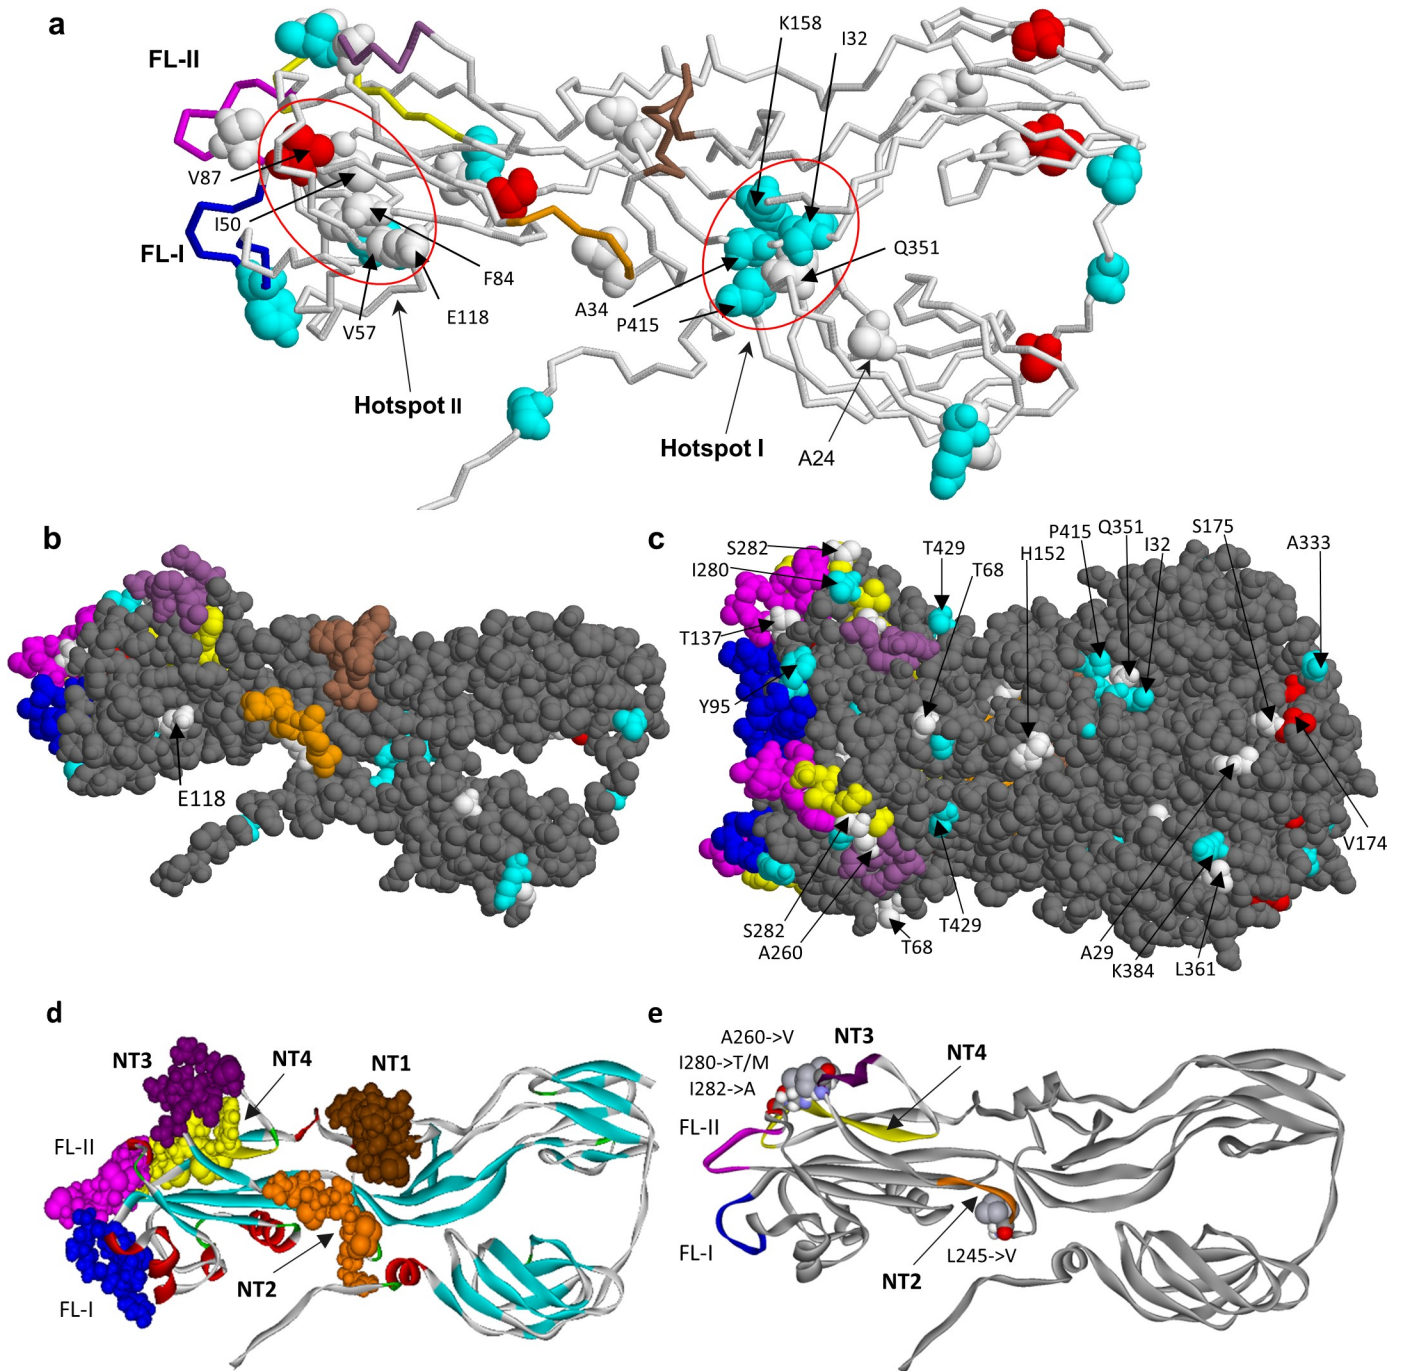 a
K158
I32
FL-II
V87
I50
FL-I
Q351
F84
A34
E118
P415
V57
Hotspot II
Hotspot I
A24
b
c
S282
I280
T429
T68
H152
P415
Q351
I32
S175
A333
T137
Y95
E118
V174
S282
A260
T68
T429
A29
K384
L361
d
e
NT3
NT4
NT1
A260->V
I280->T/M
I282->A
NT3
NT4
FL-II
FL-II
NT2
FL-I
FL-I
NT2
L245->V